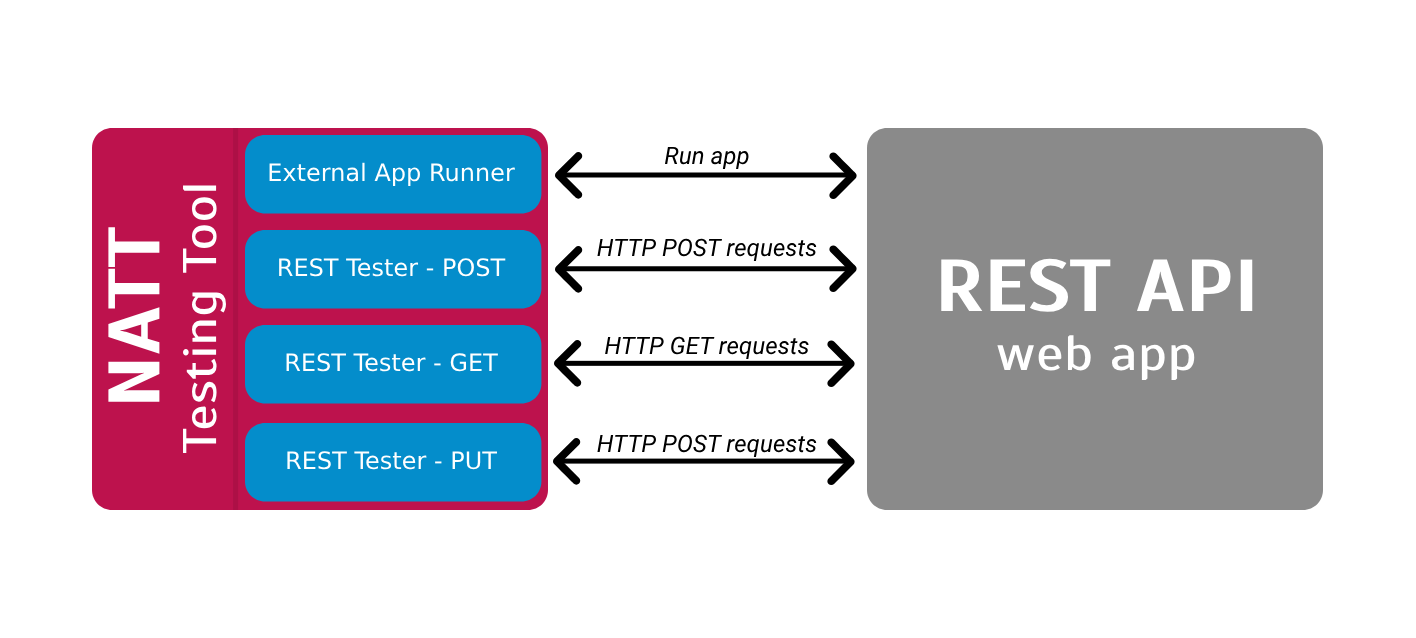 NATT
Testing Tool
External App Runner
REST Tester - POST
REST Tester - GET
REST Tester - PUT
Run app
HTTP POST requests
HTTP GET requests
HTTP POST requests
REST API
web app